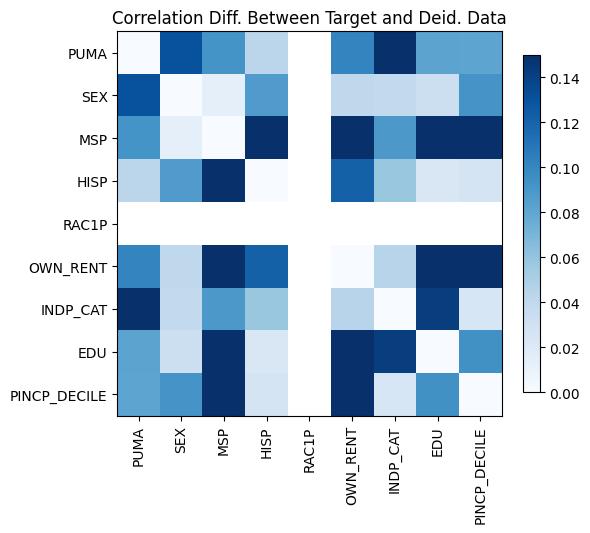 Correlation Diff. Between Target and Deid. Data
PUMA
SEX
MSP
HISP
RAC1P
OWN_RENT
INDP_CAT
EDU
PINCP_DECILE
PUMA
SEX
MSP
HISP
RAC1P
OWN_RENT
INDP_CAT
EDU
PINCP_DECILE
0.14
0.12
0.10
0.08
0.06
0.04
0.02
0.00